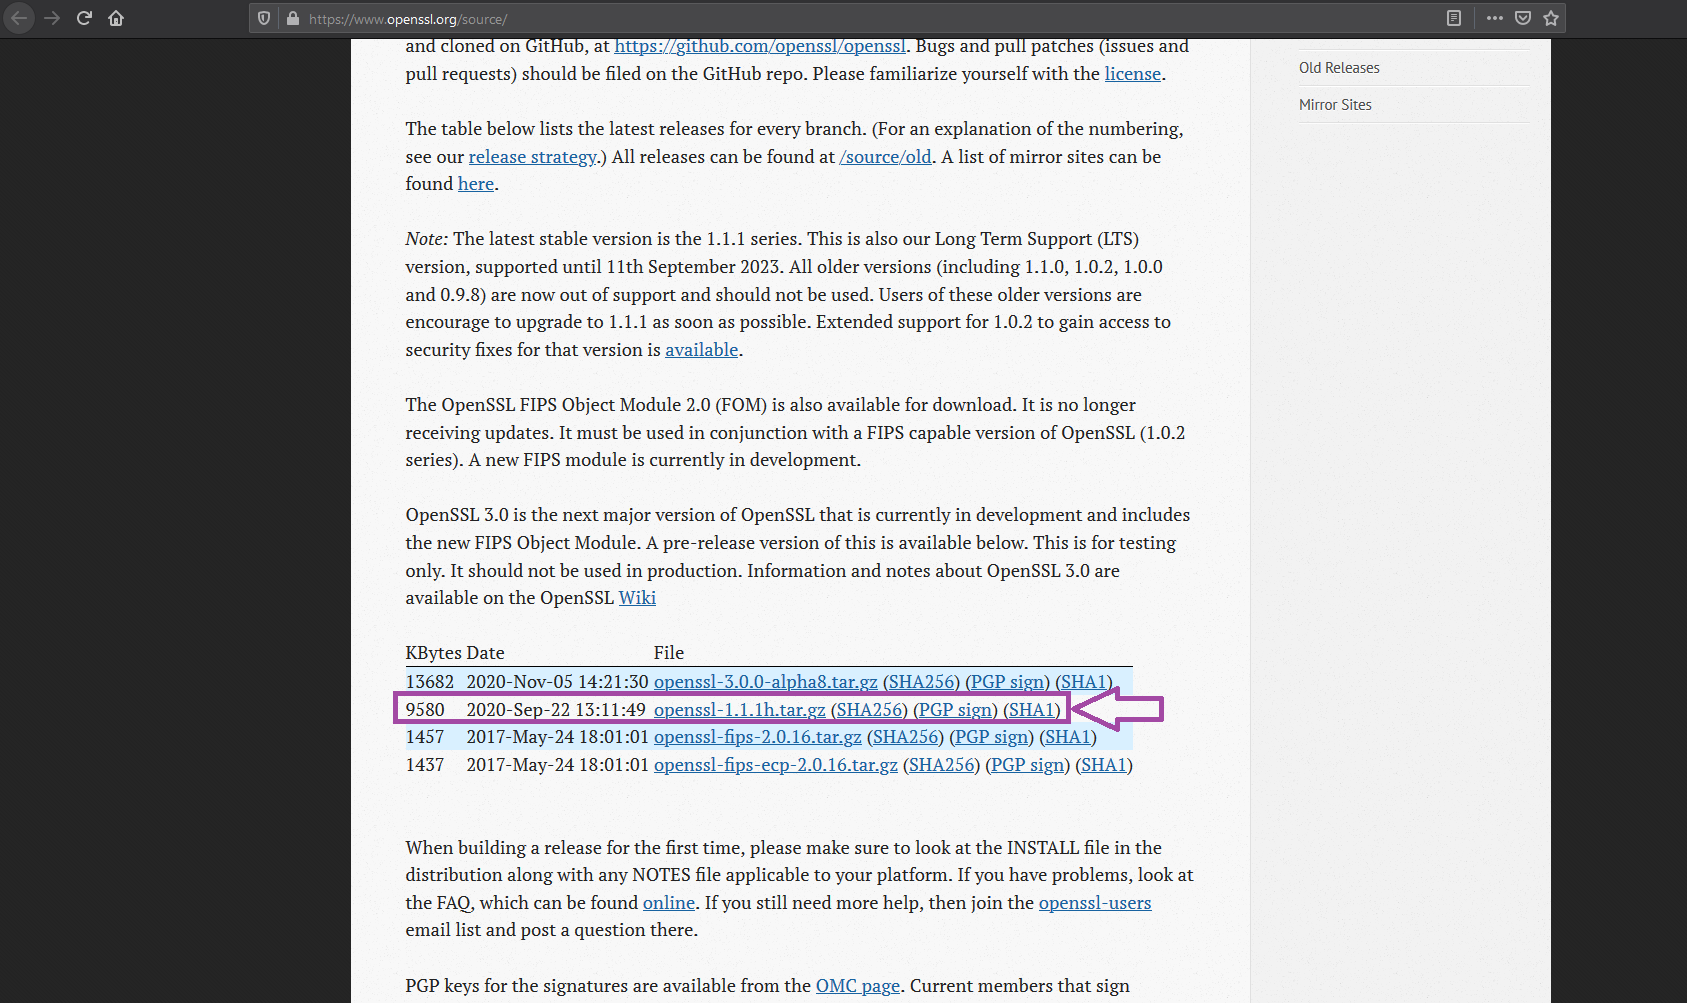 https://www.openssl.org/source/
and cloned on GitHub, at https://github.com/openssl/openssl. Bugs and pull patches (issues and
pull requests) should be filed on the GitHub repo. Please familiarize yourself with the license.
Old Releases
Mirror Sites
The table below lists the latest releases for every branch. (For an explanation of the numbering,
see our release strategy.) All releases can be found at /source/old. A list of mirror sites can be
found here.
Note: The latest stable version is the 1.1.1 series. This is also our Long Term Support (LTS)
version, supported until 11th September 2023. All older versions (including 1.1.0, 1.0.2, 1.0.0
and 0.9.8) are now out of support and should not be used. Users of these older versions are
encourage to upgrade to 1.1.1 as soon as possible. Extended support for 1.0.2 to gain access to
security fixes for that version is available.
The OpenSSL FIPS Object Module 2.0 (FOM) is also available for download. It is no longer
receiving updates. It must be used in conjunction with a FIPS capable version of OpenSSL (1.0.2
series). A new FIPS module is currently in development.
OpenSSL 3.0 is the next major version of OpenSSL that is currently in development and includes
the new FIPS Object Module. A pre-release version of this is available below. This is for testing
only. It should not be used in production. Information and notes about OpenSSL 3.0 are
available on the OpenSSL Wiki
KBytes Date File
13682 2020-Nov-05 14:21:30 openssl-3.0.0-alpha8.tar.gz (SHA256) (PGP sign) (SHA1)
9580 2020-Sep-22 13:11:49 openssl-1.1.1h.tar.gz (SHA256) (PGP sign) (SHA1)
1457 2017-May-24 18:01:01 openssl-fips-2.0.16.tar.gz (SHA256) (PGP sign) (SHA1)
1437 2017-May-24 18:01:01 openssl-fips-ecp-2.0.16.tar.gz (SHA256) (PGP sign) (SHA1)
When building a release for the first time, please make sure to look at the INSTALL file in the
distribution along with any NOTES file applicable to your platform. If you have problems, look at
the FAQ, which can be found online. If you still need more help, then join the openssl-users
email list and post a question there.
PGP keys for the signatures are available from the OMC page. Current members that sign